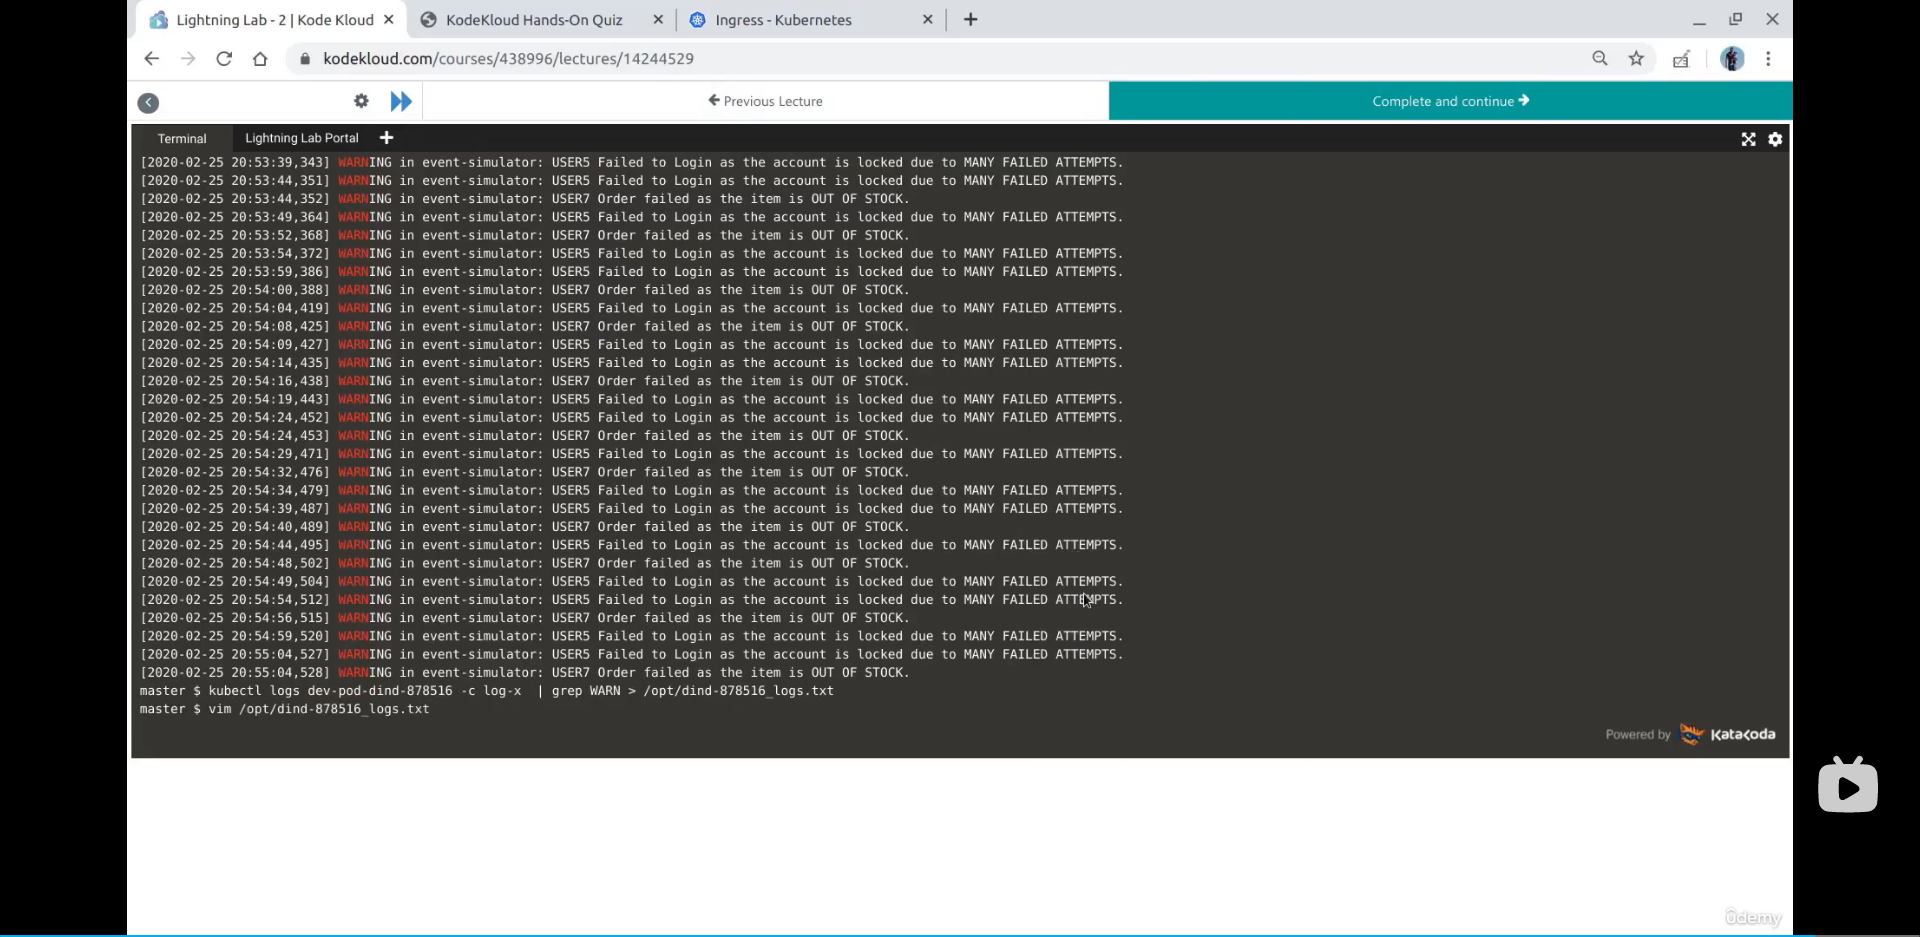 Lightning Lab - 2 | Kode Kloud
KodeKloud Hands-On Quiz
Ingress - Kubernetes
kodekloud.com/courses/438996/lectures/14244529
Previous Lecture
Complete and continue
Terminal
Lightning Lab Portal
[2020-02-25 20:53:39,343] WARNING in event-simulator: USER5 Failed to Login as the account is locked due to MANY FAILED ATTEMPTS.
[2020-02-25 20:53:44,351] WARNING in event-simulator: USER5 Failed to Login as the account is locked due to MANY FAILED ATTEMPTS.
[2020-02-25 20:53:44,352] WARNING in event-simulator: USER7 Order failed as the item is OUT OF STOCK.
[2020-02-25 20:53:49,364] WARNING in event-simulator: USER5 Failed to Login as the account is locked due to MANY FAILED ATTEMPTS.
[2020-02-25 20:53:52,368] WARNING in event-simulator: USER7 Order failed as the item is OUT OF STOCK.
[2020-02-25 20:53:54,372] WARNING in event-simulator: USER5 Failed to Login as the account is locked due to MANY FAILED ATTEMPTS.
[2020-02-25 20:53:59,386] WARNING in event-simulator: USER5 Failed to Login as the account is locked due to MANY FAILED ATTEMPTS.
[2020-02-25 20:54:00,388] WARNING in event-simulator: USER7 Order failed as the item is OUT OF STOCK.
[2020-02-25 20:54:04,419] WARNING in event-simulator: USER5 Failed to Login as the account is locked due to MANY FAILED ATTEMPTS.
[2020-02-25 20:54:08,425] WARNING in event-simulator: USER7 Order failed as the item is OUT OF STOCK.
[2020-02-25 20:54:09,427] WARNING in event-simulator: USER5 Failed to Login as the account is locked due to MANY FAILED ATTEMPTS.
[2020-02-25 20:54:14,435] WARNING in event-simulator: USER5 Failed to Login as the account is locked due to MANY FAILED ATTEMPTS.
[2020-02-25 20:54:16,438] WARNING in event-simulator: USER7 Order failed as the item is OUT OF STOCK.
[2020-02-25 20:54:19,443] WARNING in event-simulator: USER5 Failed to Login as the account is locked due to MANY FAILED ATTEMPTS.
[2020-02-25 20:54:24,452] WARNING in event-simulator: USER5 Failed to Login as the account is locked due to MANY FAILED ATTEMPTS.
[2020-02-25 20:54:24,453] WARNING in event-simulator: USER7 Order failed as the item is OUT OF STOCK.
[2020-02-25 20:54:29,471] WARNING in event-simulator: USER5 Failed to Login as the account is locked due to MANY FAILED ATTEMPTS.
[2020-02-25 20:54:32,476] WARNING in event-simulator: USER7 Order failed as the item is OUT OF STOCK.
[2020-02-25 20:54:34,479] WARNING in event-simulator: USER5 Failed to Login as the account is locked due to MANY FAILED ATTEMPTS.
[2020-02-25 20:54:39,487] WARNING in event-simulator: USER5 Failed to Login as the account is locked due to MANY FAILED ATTEMPTS.
[2020-02-25 20:54:40,489] WARNING in event-simulator: USER7 Order failed as the item is OUT OF STOCK.
[2020-02-25 20:54:44,495] WARNING in event-simulator: USER5 Failed to Login as the account is locked due to MANY FAILED ATTEMPTS.
[2020-02-25 20:54:48,502] WARNING in event-simulator: USER7 Order failed as the item is OUT OF STOCK.
[2020-02-25 20:54:49,504] WARNING in event-simulator: USER5 Failed to Login as the account is locked due to MANY FAILED ATTEMPTS.
[2020-02-25 20:54:54,512] WARNING in event-simulator: USER5 Failed to Login as the account is locked due to MANY FAILED ATTEMPTS.
[2020-02-25 20:54:56,515] WARNING in event-simulator: USER7 Order failed as the item is OUT OF STOCK.
[2020-02-25 20:54:59,520] WARNING in event-simulator: USER5 Failed to Login as the account is locked due to MANY FAILED ATTEMPTS.
[2020-02-25 20:55:04,527] WARNING in event-simulator: USER5 Failed to Login as the account is locked due to MANY FAILED ATTEMPTS.
[2020-02-25 20:55:04,528] WARNING in event-simulator: USER7 Order failed as the item is OUT OF STOCK.
master $ kubectl logs dev-pod-dind-878516 -c log-x  | grep WARN > /opt/dind-878516_logs.txt
master $ vim /opt/dind-878516_logs.txt
Powered by Katacoda
ûdemy